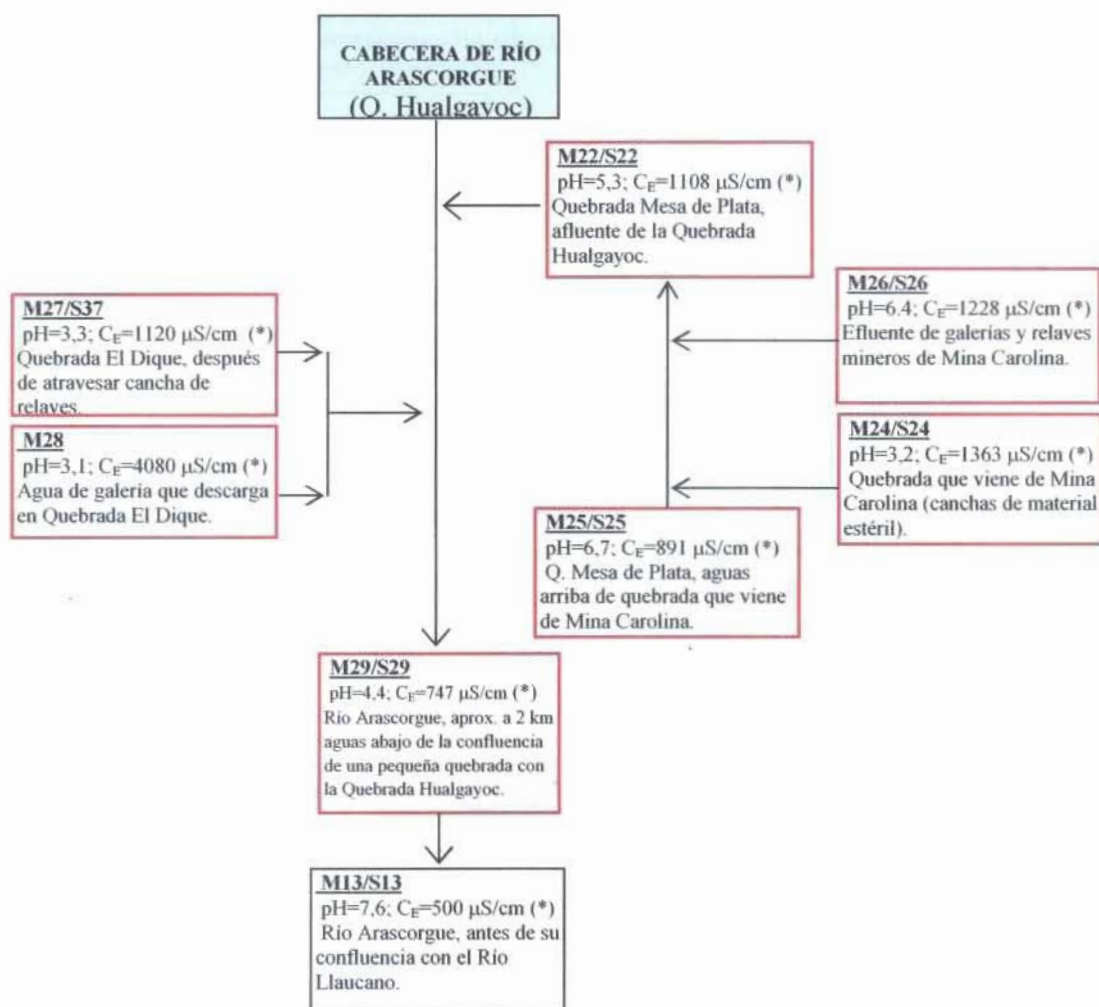 CABECERA DE RÍO
ARASCORGUE
(Q. Hualgayoc)
M22/S22
pH=5,3; CE=1108 µS/cm (*)
Quebrada Mesa de Plata,
afluente de la Quebrada
Hualgayoc.
M27/S37
pH=3,3; CE=1120 µS/cm (*)
Quebrada El Dique, después
de atravesar cancha de
relaves.
M26/S26
pH=6.4; CE=1228 µS/cm (*)
Efluente de galerías y relaves
mineros de Mina Carolina.
M28
pH=3,1; CE=4080 µS/cm (*)
Agua de galería que descarga
en Quebrada El Dique.
M24/S24
pH=3,2; CE=1363 µS/cm (*)
Quebrada que viene de Mina
Carolina (canchas de material
estéril).
M25/S25
pH=6,7; CE=891 µS/cm (*)
Q. Mesa de Plata, aguas
arriba de quebrada que viene
de Mina Carolina.
M29/S29
pH=4,4; CE=747 µS/cm (*)
Río Arascorgue, aprox. a 2 km
aguas abajo de la confluencia
de una pequeña quebrada con
la Quebrada Hualgayoc.
M13/S13
pH=7,6; CE=500 µS/cm (*)
Río Arascorgue, antes de su
confluencia con el Río
Llaucano.